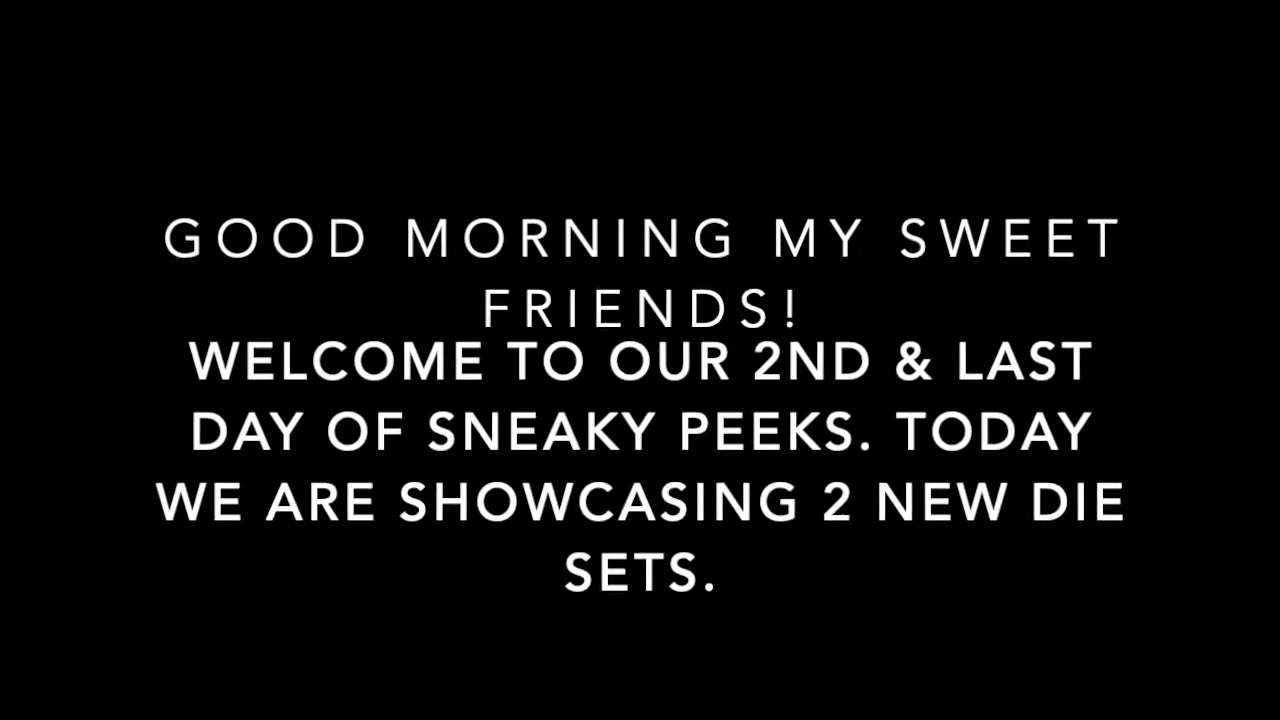 GOOD MORNING MY SWEET
FRIENDS!
WELCOME TO OUR 2ND & LAST
DAY OF SNEAKY PEEKS. TODAY
WE ARE SHOWCASING 2 NEW DIE
SETS.